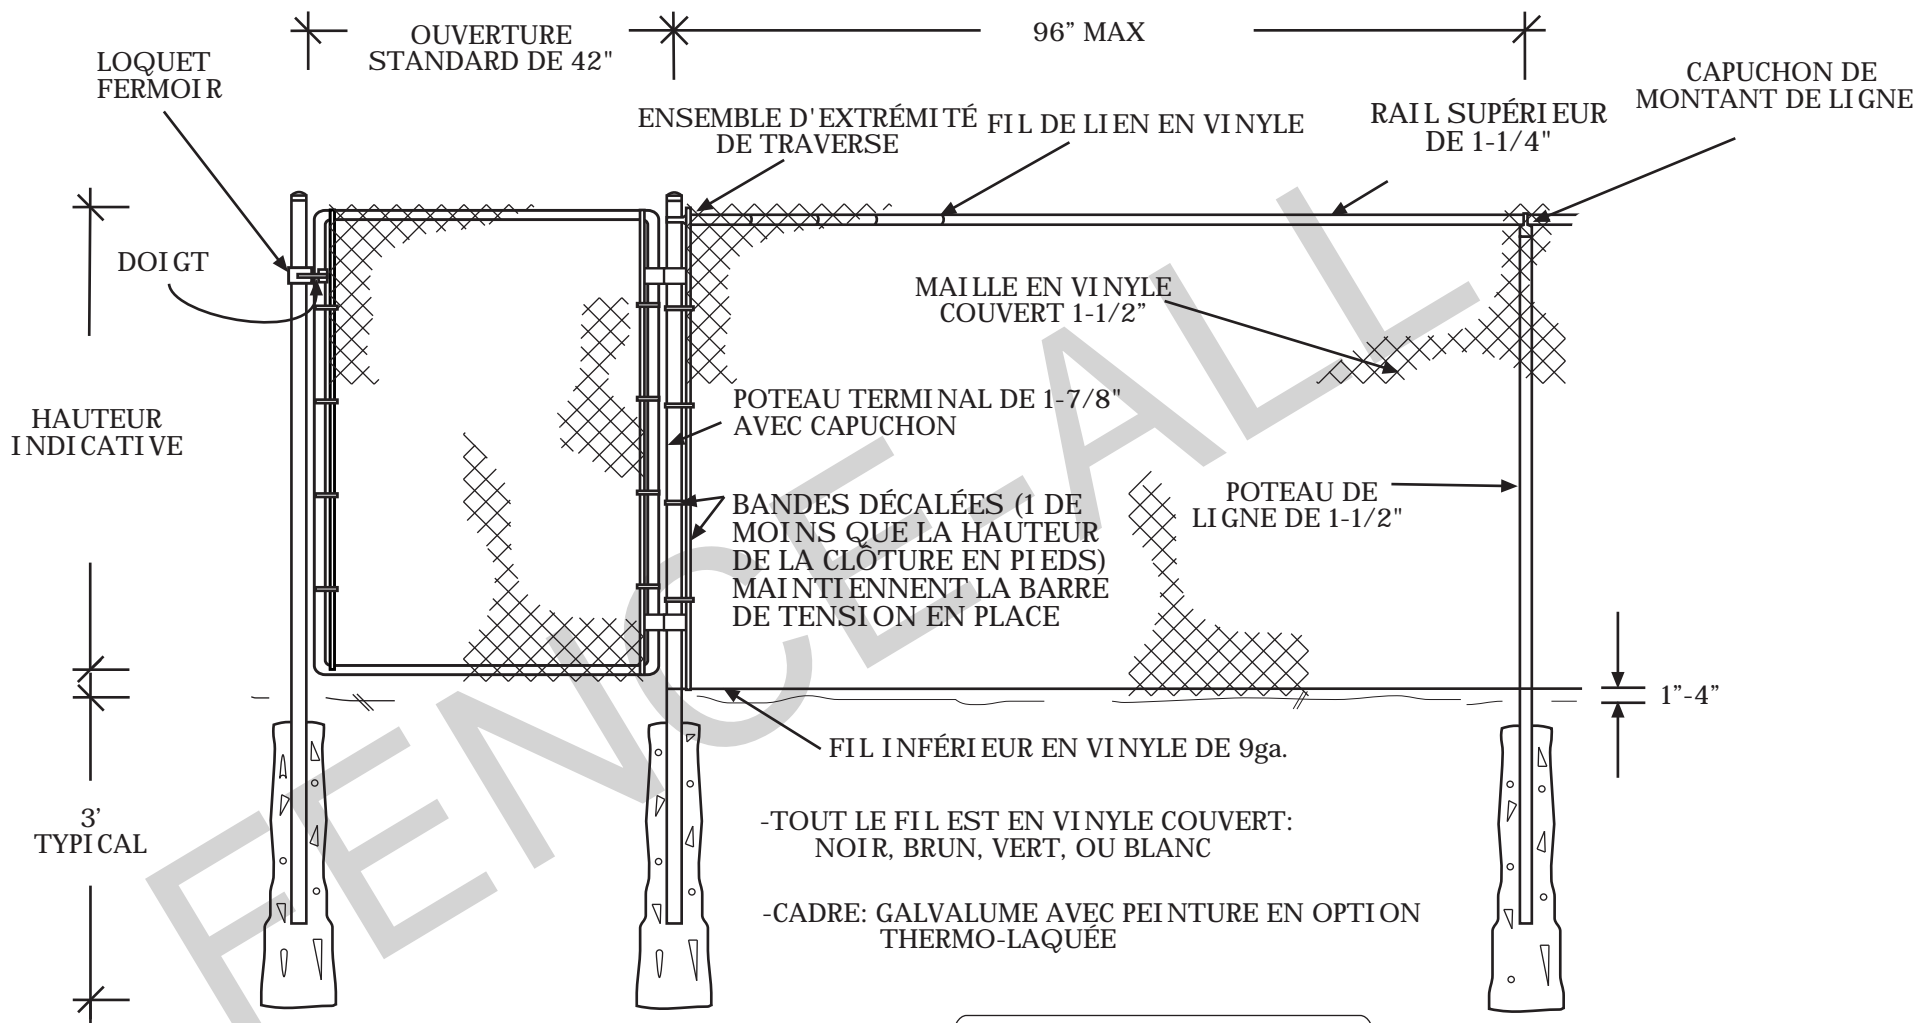 OUVERTURE
STANDARD DE 42"
96” MAX
LOQUET
FERMOIR
CAPUCHON DE
MONTANT DE LIGNE
ENSEMBLE D'EXTRÉMITÉ
DE TRAVERSE
FIL DE LIEN EN VINYLE
RAIL SUPÉRIEUR
DE 1-1/4"
DOIGT
MAILLE EN VINYLE
COUVERT 1-1/2”
HAUTEUR
INDICATIVE
POTEAU TERMINAL DE 1-7/8"
AVEC CAPUCHON
BANDES DÉCALÉES (1 DE
MOINS QUE LA HAUTEUR
DE LA CLÔTURE EN PIEDS)
MAINTIENNENT LA BARRE
DE TENSION EN PLACE
POTEAU DE
LIGNE DE 1-1/2"
1”-4”
FIL INFÉRIEUR EN VINYLE DE 9ga.
3’
TYPICAL
-TOUT LE FIL EST EN VINYLE COUVERT:
NOIR, BRUN, VERT, OU BLANC
-CADRE: GALVALUME AVEC PEINTURE EN OPTION
THERMO-LAQUÉE
FENCE-ALL